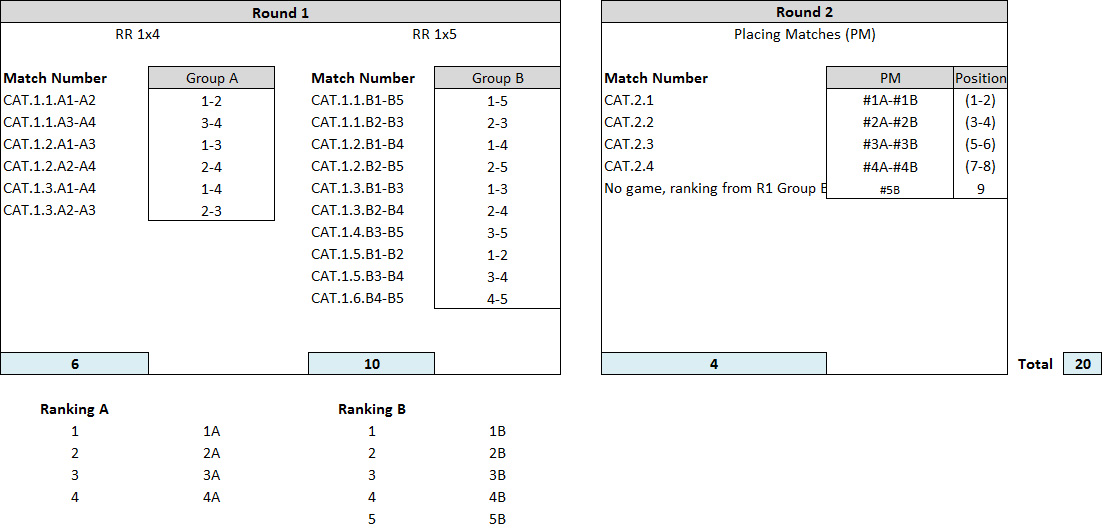 Round 1
RR 1x4 RR 1x5
Match Number Group A Match Number Group B
CAT.1.1.A1-A2 1-2 CAT.1.1.B1-B5 1-5
CAT.1.1.A3-A4 3-4 CAT.1.1.B2-B3 2-3
CAT.1.2.A1-A3 1-3 CAT.1.2.B1-B4 1-4
CAT.1.2.A2-A4 2-4 CAT.1.2.B2-B5 2-5
CAT.1.3.A1-A4 1-4 CAT.1.3.B1-B3 1-3
CAT.1.3.A2-A3 2-3 CAT.1.3.B2-B4 2-4
CAT.1.4.B3-B5 3-5
CAT.1.5.B1-B2 1-2
CAT.1.5.B3-B4 3-4
CAT.1.6.B4-B5 4-5
6 10
Round 2
Placing Matches (PM)
Match Number PM Position
CAT.2.1 #1A-#1B (1-2)
CAT.2.2 #2A-#2B (3-4)
CAT.2.3 #3A-#3B (5-6)
CAT.2.4 #4A-#4B (7-8)
No game, ranking from R1 Group B #5B 9
4 Total 20
Ranking A Ranking B
1 1A 1 1B
2 2A 2 2B
3 3A 3 3B
4 4A 4 4B
5 5B